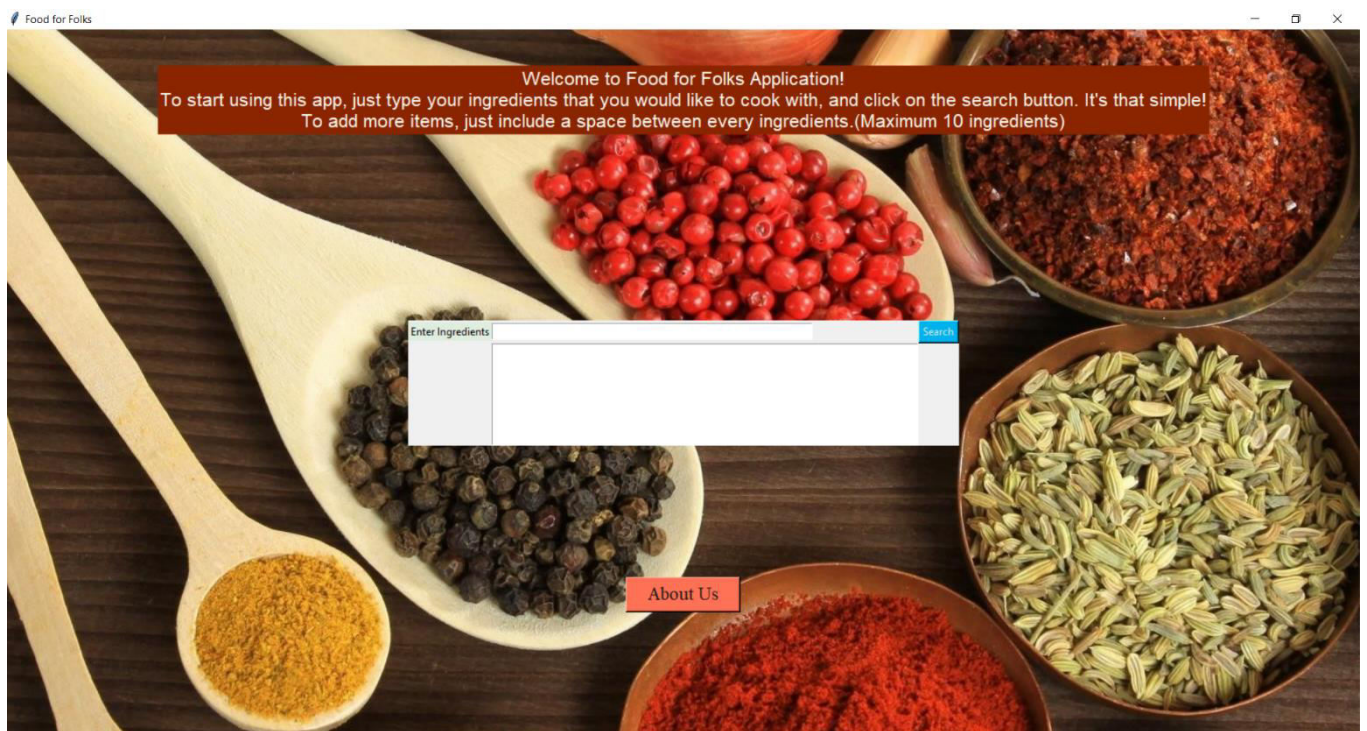 Food for Folks
Welcome to Food for Folks Application!
To start using this app, just type your ingredients that you would like to cook with, and click on the search button. It's that simple!
To add more items, just include a space between every ingredients.(Maximum 10 ingredients)
Enter Ingredients
Search
About Us